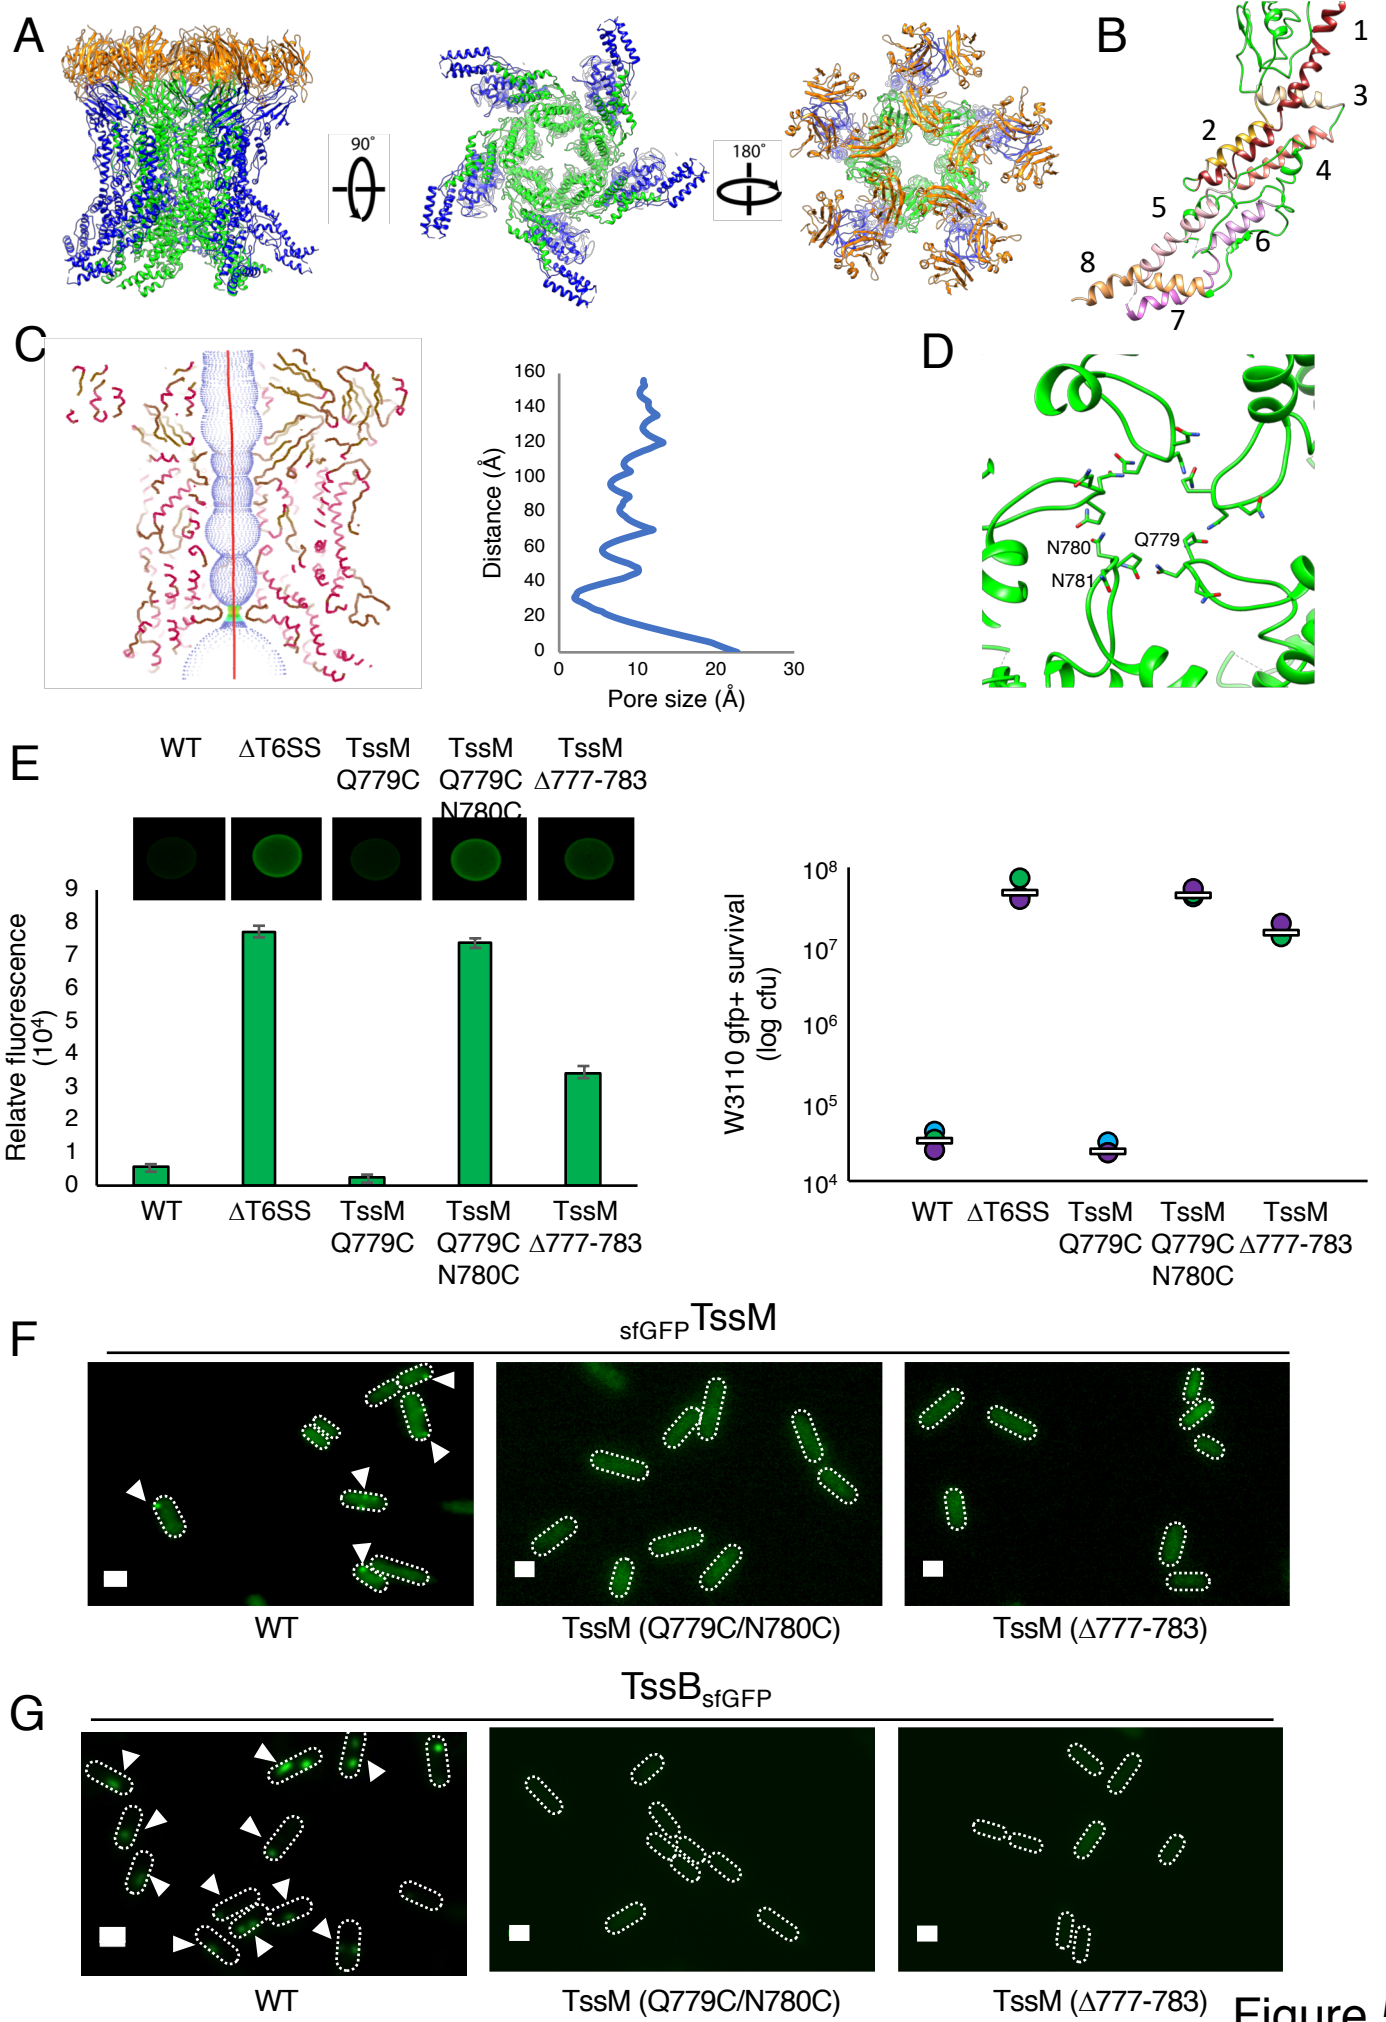 A
90°
180°
B
1
3
2
4
5
6
8
7
C
160
140
120
100
80
60
40
20
0
Distance (Å)
0 10 20 30
Pore size (Å)
D
N780
Q779
N781
E
WT ΔT6SS TssM TssM TssM
Q779C Q779C Δ777-783
N780C
9
8
7
6
5
4
3
2
1
0
Relatve fluorescence
(10⁴)
WT ΔT6SS TssM TssM TssM
Q779C Q779C Δ777-783
N780C
10⁸
10⁷
10⁶
10⁵
10⁴
W3110 gfp+ survival
(log cfu)
WT ΔT6SS TssM TssM TssM
Q779C Q779C Δ777-783
N780C
F
sfGFPTssM
WT
TssM (Q779C/N780C)
TssM (Δ777-783)
G
TssBsfGFP
WT
TssM (Q779C/N780C)
TssM (Δ777-783)
Figure